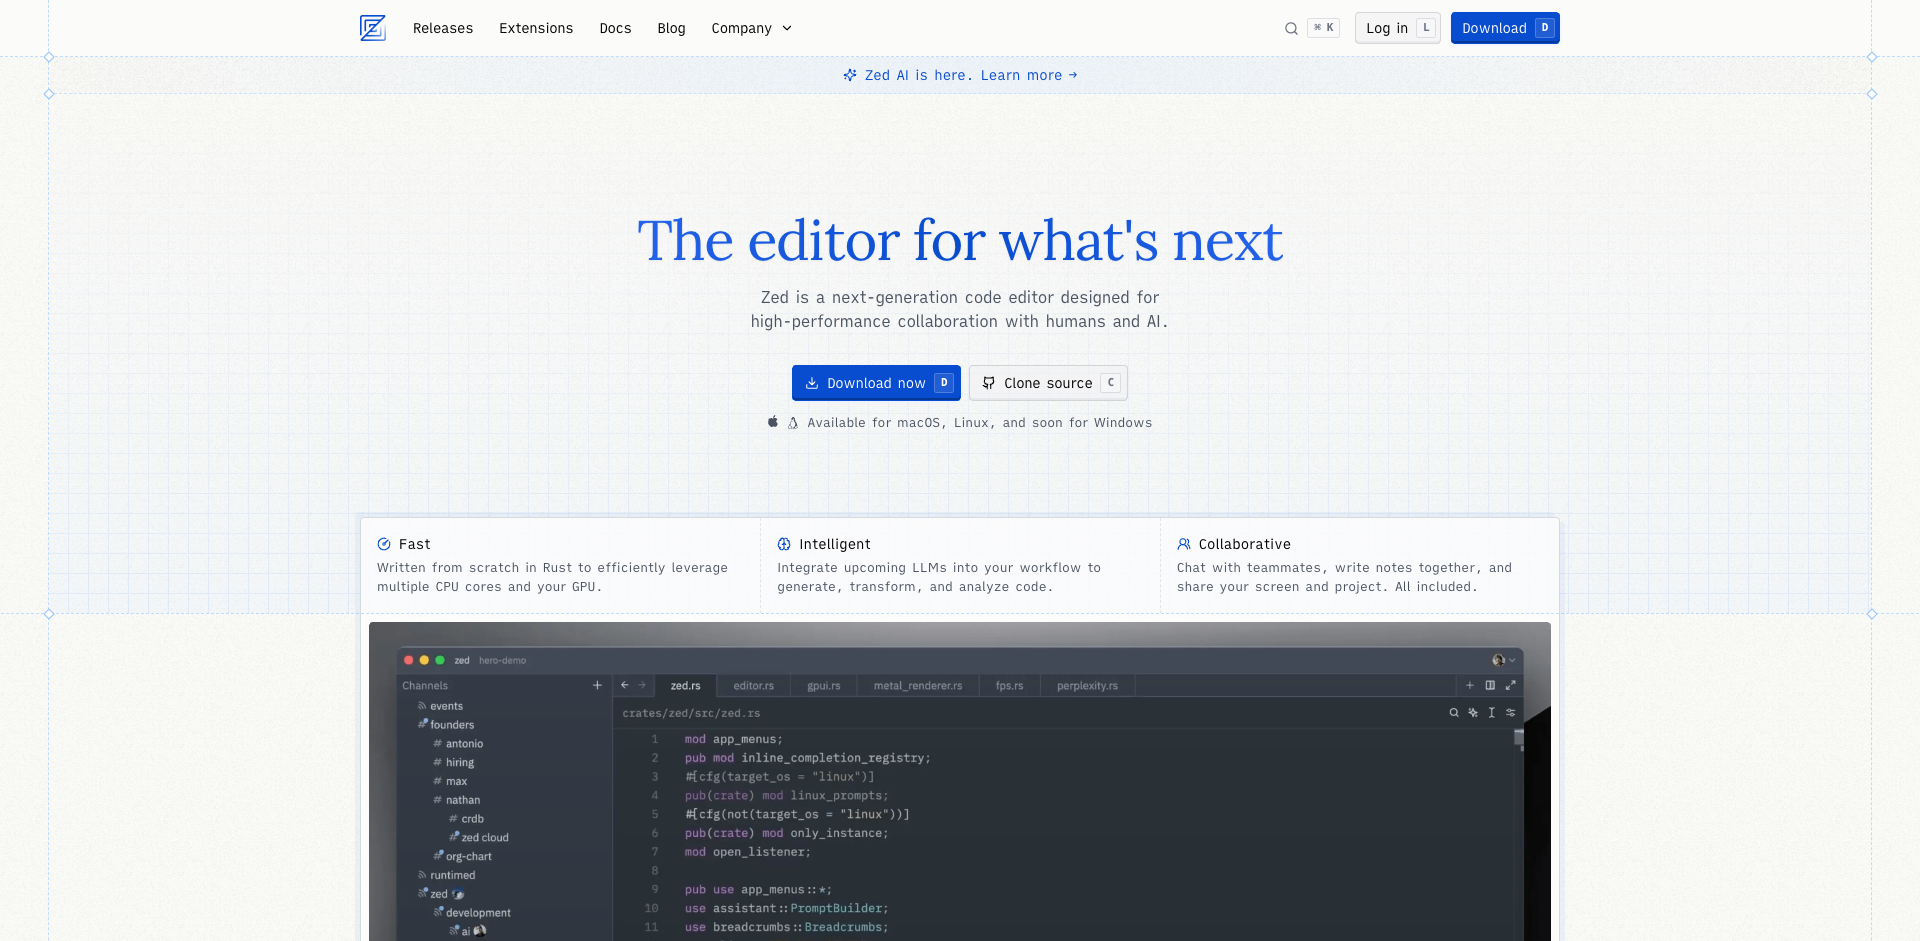 Releases Extensions Docs Blog Company
⌘ K Log in L Download D
Zed AI is here. Learn more →
The editor for what's next
Zed is a next-generation code editor designed for
high-performance collaboration with humans and AI.
Download now D Clone source C
Available for macOS, Linux, and soon for Windows
Fast
Written from scratch in Rust to efficiently leverage
multiple CPU cores and your GPU.
Intelligent
Integrate upcoming LLMs into your workflow to
generate, transform, and analyze code.
Collaborative
Chat with teammates, write notes together, and
share your screen and project. All included.
zed hero-demo
Channels
events
founders
# antonio
# hiring
# max
# nathan
# crdb
zed cloud
# org-chart
runtimed
zed
development
ai
zed.rs editor.rs gpui.rs metal_renderer.rs fps.rs perplexity.rs
crates/zed/src/zed.rs
1 mod app_menus;
2 pub mod inline_completion_registry;
3 #[cfg(target_os = "linux")]
4 pub(crate) mod linux_prompts;
5 #[cfg(not(target_os = "linux"))]
6 pub(crate) mod only_instance;
7 mod open_listener;
8
9 pub use app_menus::*;
10 use assistant::PromptBuilder;
11 use breadcrumbs::Breadcrumbs;